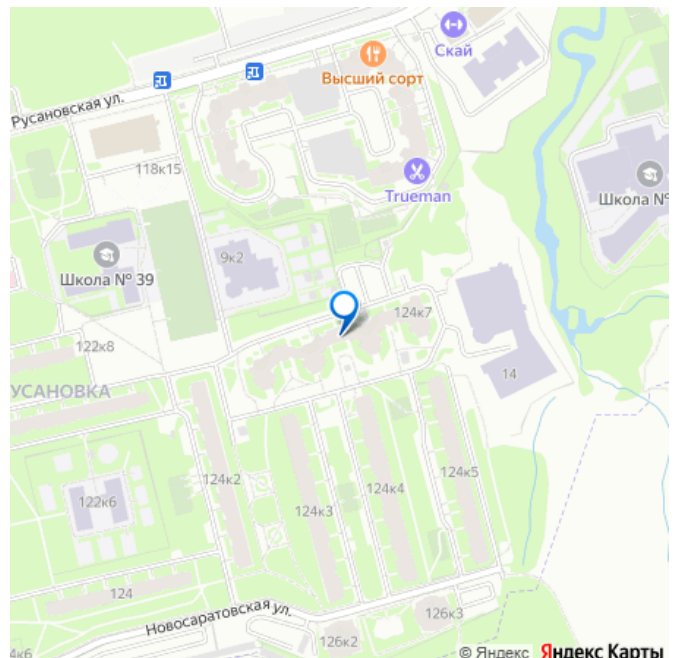 Скай
Высший сорт
Русановская ул.
118к15
Trueman
Школа №
9к2
Школа № 39
124к7
122к8
УСАНОВКА
14
124к2
124к5
122к6
124к4
124к3
124
Новосаратовская ул.
126к3
126к2
4к6
© Яндекс Яндекс Карты